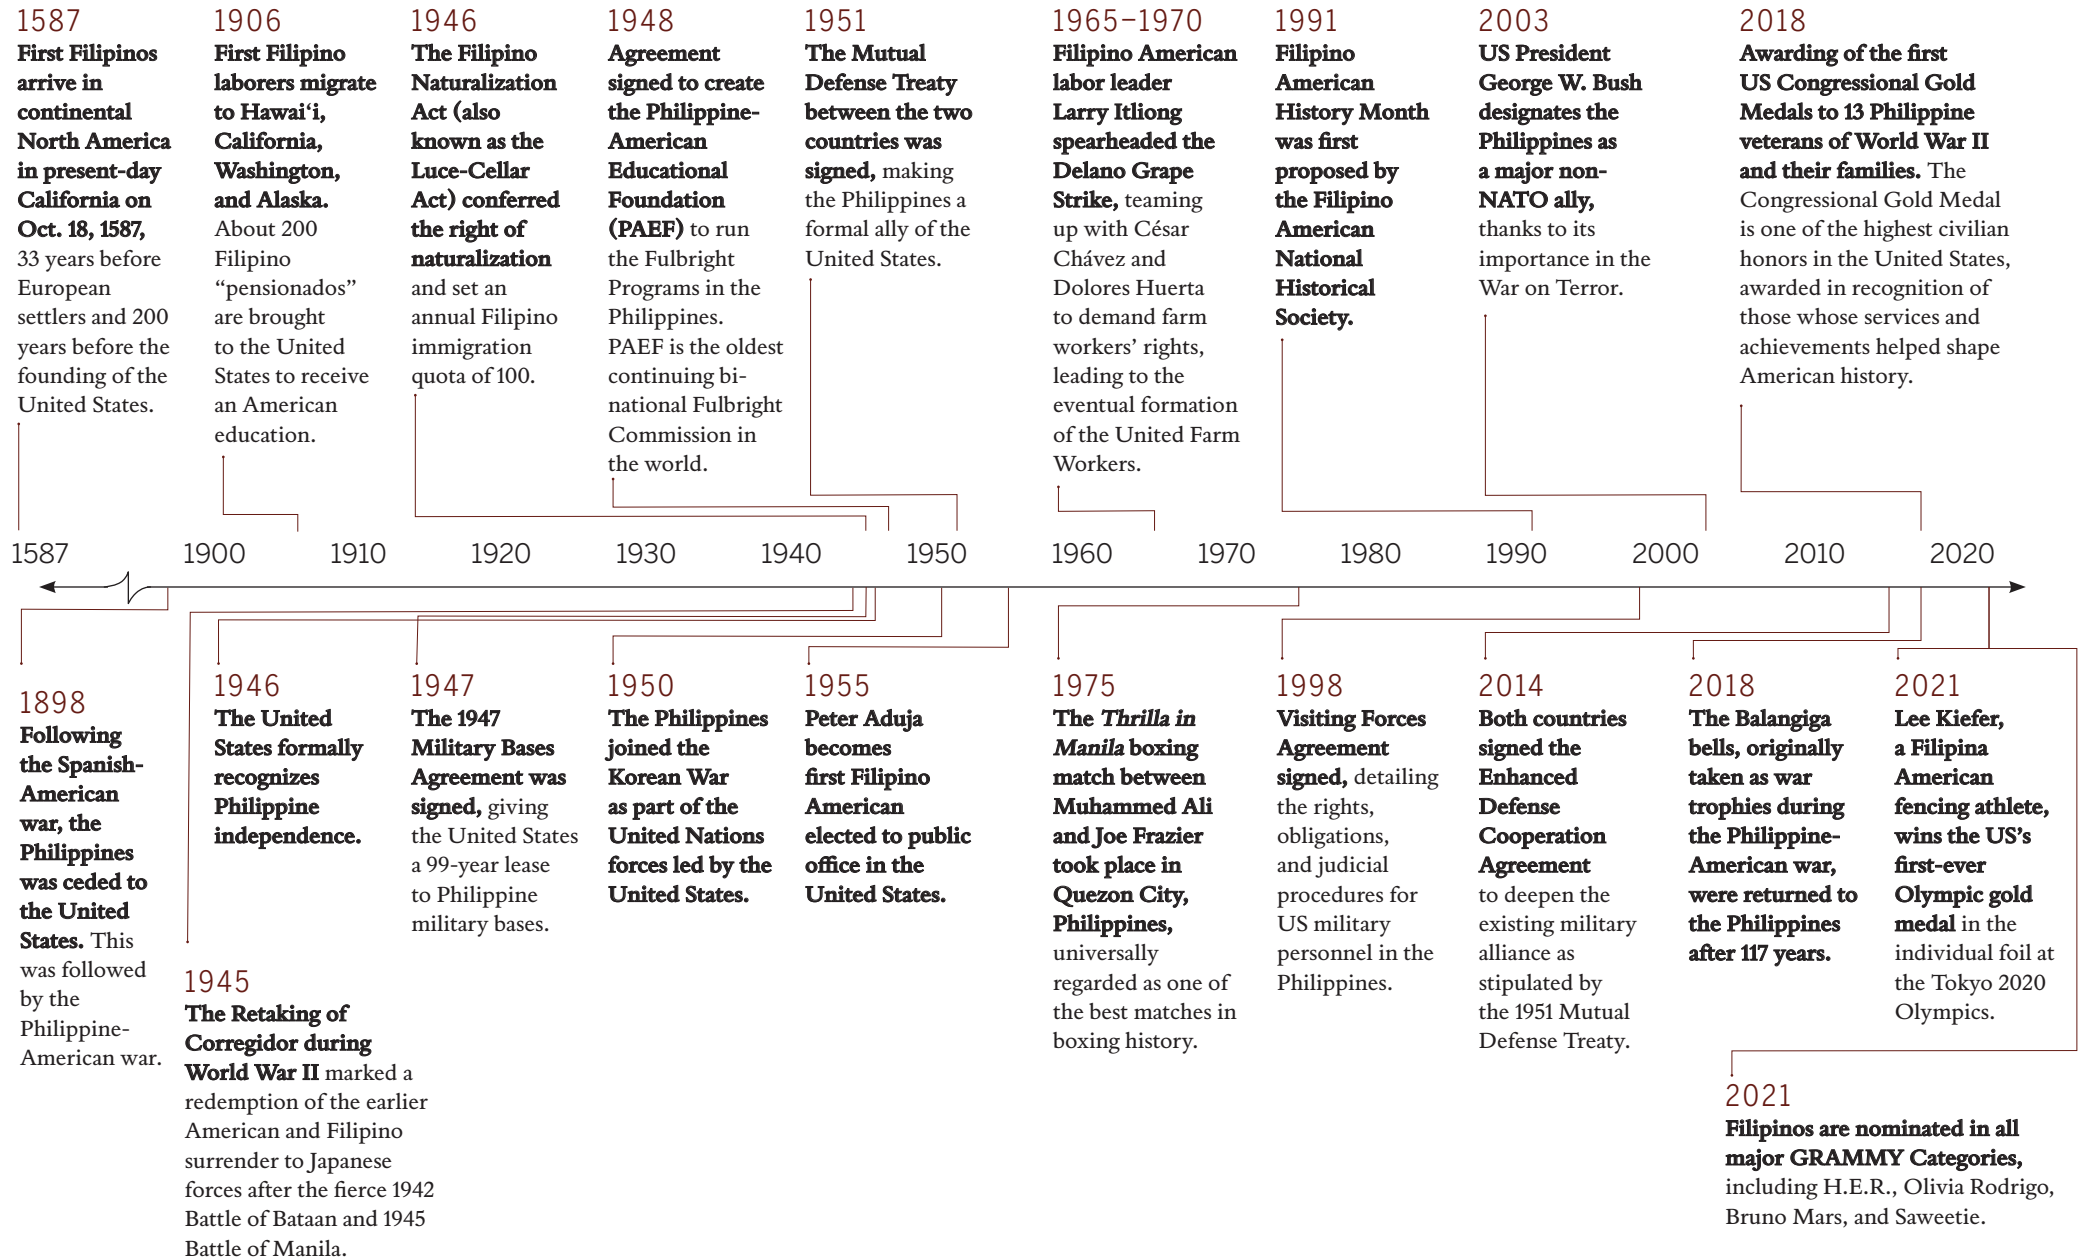 1587
First Filipinos
arrive in
continental
North America
in present-day
California on
Oct. 18, 1587,
33 years before
European
settlers and 200
years before the
founding of the
United States.
1906
First Filipino
laborers migrate
to Hawai‘i,
California,
Washington,
and Alaska.
About 200
Filipino
“pensionados”
are brought
to the United
States to receive
an American
education.
1946
The Filipino
Naturalization
Act (also
known as the
Luce-Cellar
Act) conferred
the right of
naturalization
and set an
annual Filipino
immigration
quota of 100.
1948
Agreement
signed to create
the Philippine-
American
Educational
Foundation
(PAEF) to run
the Fulbright
Programs in the
Philippines.
PAEF is the oldest
continuing bi-
national Fulbright
Commission in
the world.
1951
The Mutual
Defense Treaty
between the two
countries was
signed, making
the Philippines a
formal ally of the
United States.
1965–1970
Filipino American
labor leader
Larry Itliong
spearheaded the
Delano Grape
Strike, teaming
up with César
Chávez and
Dolores Huerta
to demand farm
workers’ rights,
leading to the
eventual formation
of the United Farm
Workers.
1991
Filipino
American
History Month
was first
proposed by
the Filipino
American
National
Historical
Society.
2003
US President
George W. Bush
designates the
Philippines as
a major non-
NATO ally,
thanks to its
importance in the
War on Terror.
2018
Awarding of the first
US Congressional Gold
Medals to 13 Philippine
veterans of World War II
and their families. The
Congressional Gold Medal
is one of the highest civilian
honors in the United States,
awarded in recognition of
those whose services and
achievements helped shape
American history.
1587 1900 1910 1920 1930 1940 1950 1960 1970 1980 1990 2000 2010 2020
1898
Following
the Spanish-
American
war, the
Philippines
was ceded to
the United
States. This
was followed
by the
Philippine-
American war.
1945
The Retaking of
Corregidor during
World War II marked a
redemption of the earlier
American and Filipino
surrender to Japanese
forces after the fierce 1942
Battle of Bataan and 1945
Battle of Manila.
1946
The United
States formally
recognizes
Philippine
independence.
1947
The 1947
Military Bases
Agreement was
signed, giving
the United States
a 99-year lease
to Philippine
military bases.
1950
The Philippines
joined the
Korean War
as part of the
United Nations
forces led by the
United States.
1955
Peter Aduja
becomes
first Filipino
American
elected to public
office in the
United States.
1975
The Thrilla in
Manila boxing
match between
Muhammed Ali
and Joe Frazier
took place in
Quezon City,
Philippines,
universally
regarded as one of
the best matches in
boxing history.
1998
Visiting Forces
Agreement
signed, detailing
the rights,
obligations,
and judicial
procedures for
US military
personnel in the
Philippines.
2014
Both countries
signed the
Enhanced
Defense
Cooperation
Agreement
to deepen the
existing military
alliance as
stipulated by
the 1951 Mutual
Defense Treaty.
2018
The Balangiga
bells, originally
taken as war
trophies during
the Philippine-
American war,
were returned to
the Philippines
after 117 years.
2021
Lee Kiefer,
a Filipina
American
fencing athlete,
wins the US’s
first-ever
Olympic gold
medal in the
individual foil at
the Tokyo 2020
Olympics.
2021
Filipinos are nominated in all
major GRAMMY Categories,
including H.E.R., Olivia Rodrigo,
Bruno Mars, and Saweetie.